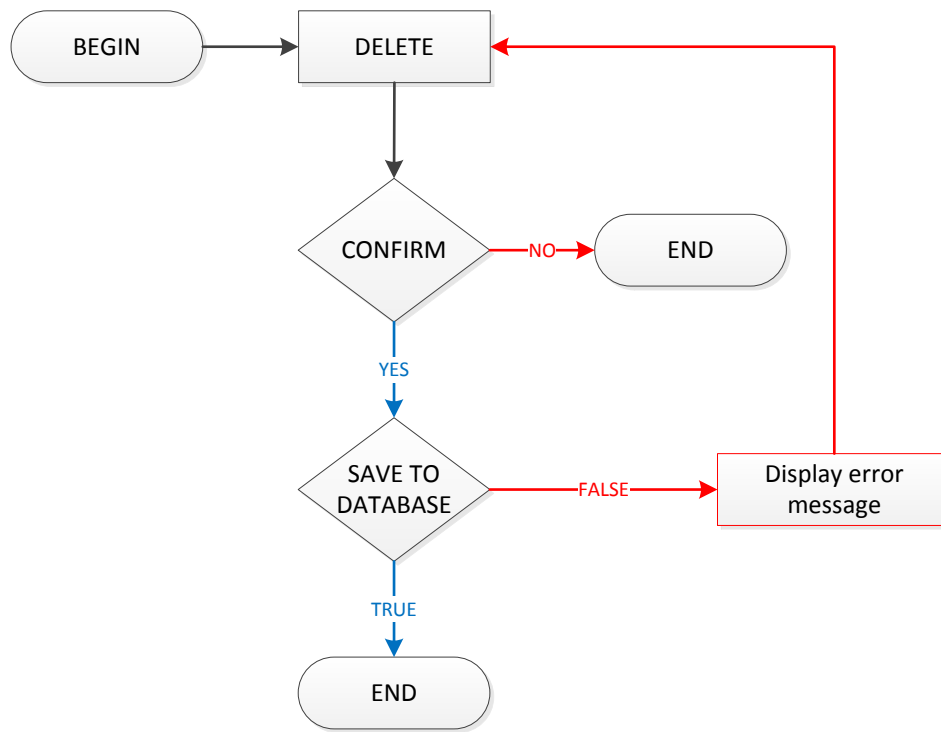 BEGIN
DELETE
CONFIRM
NO
END
YES
SAVE TO
DATABASE
FALSE
Display error
message
TRUE
END